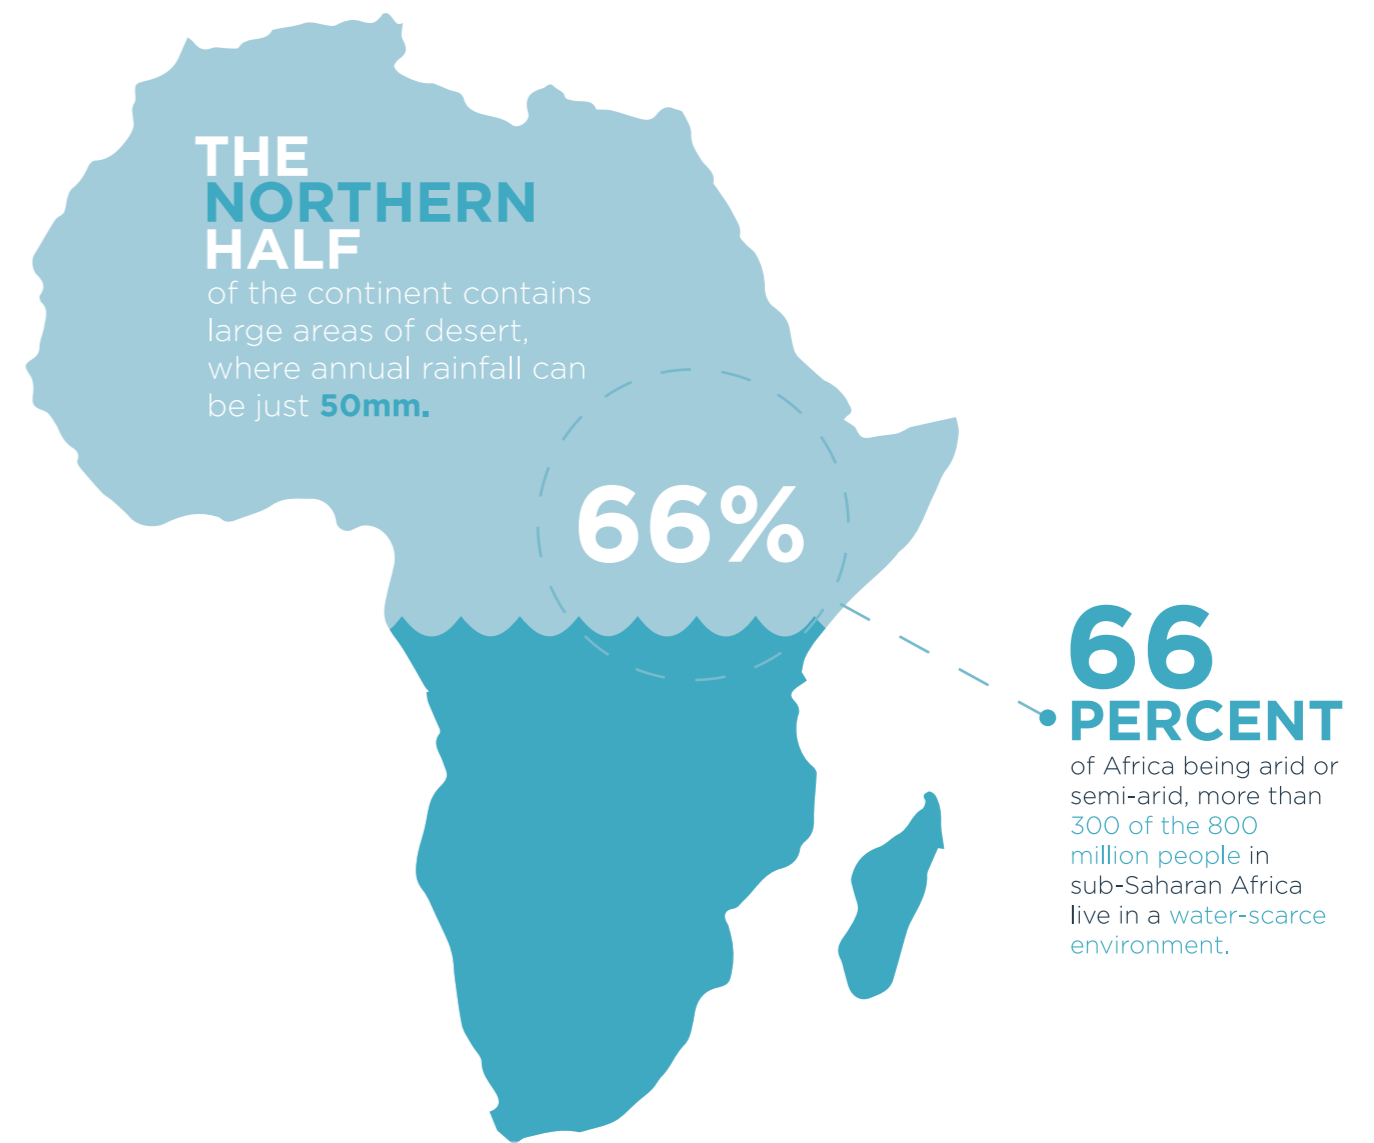 THE
NORTHERN
HALF
of the continent contains
large areas of desert,
where annual rainfall can
be just 50mm.
66%
66
PERCENT
of Africa being arid or
semi-arid, more than
300 of the 800
million people in
sub-Saharan Africa
live in a water-scarce
environment.